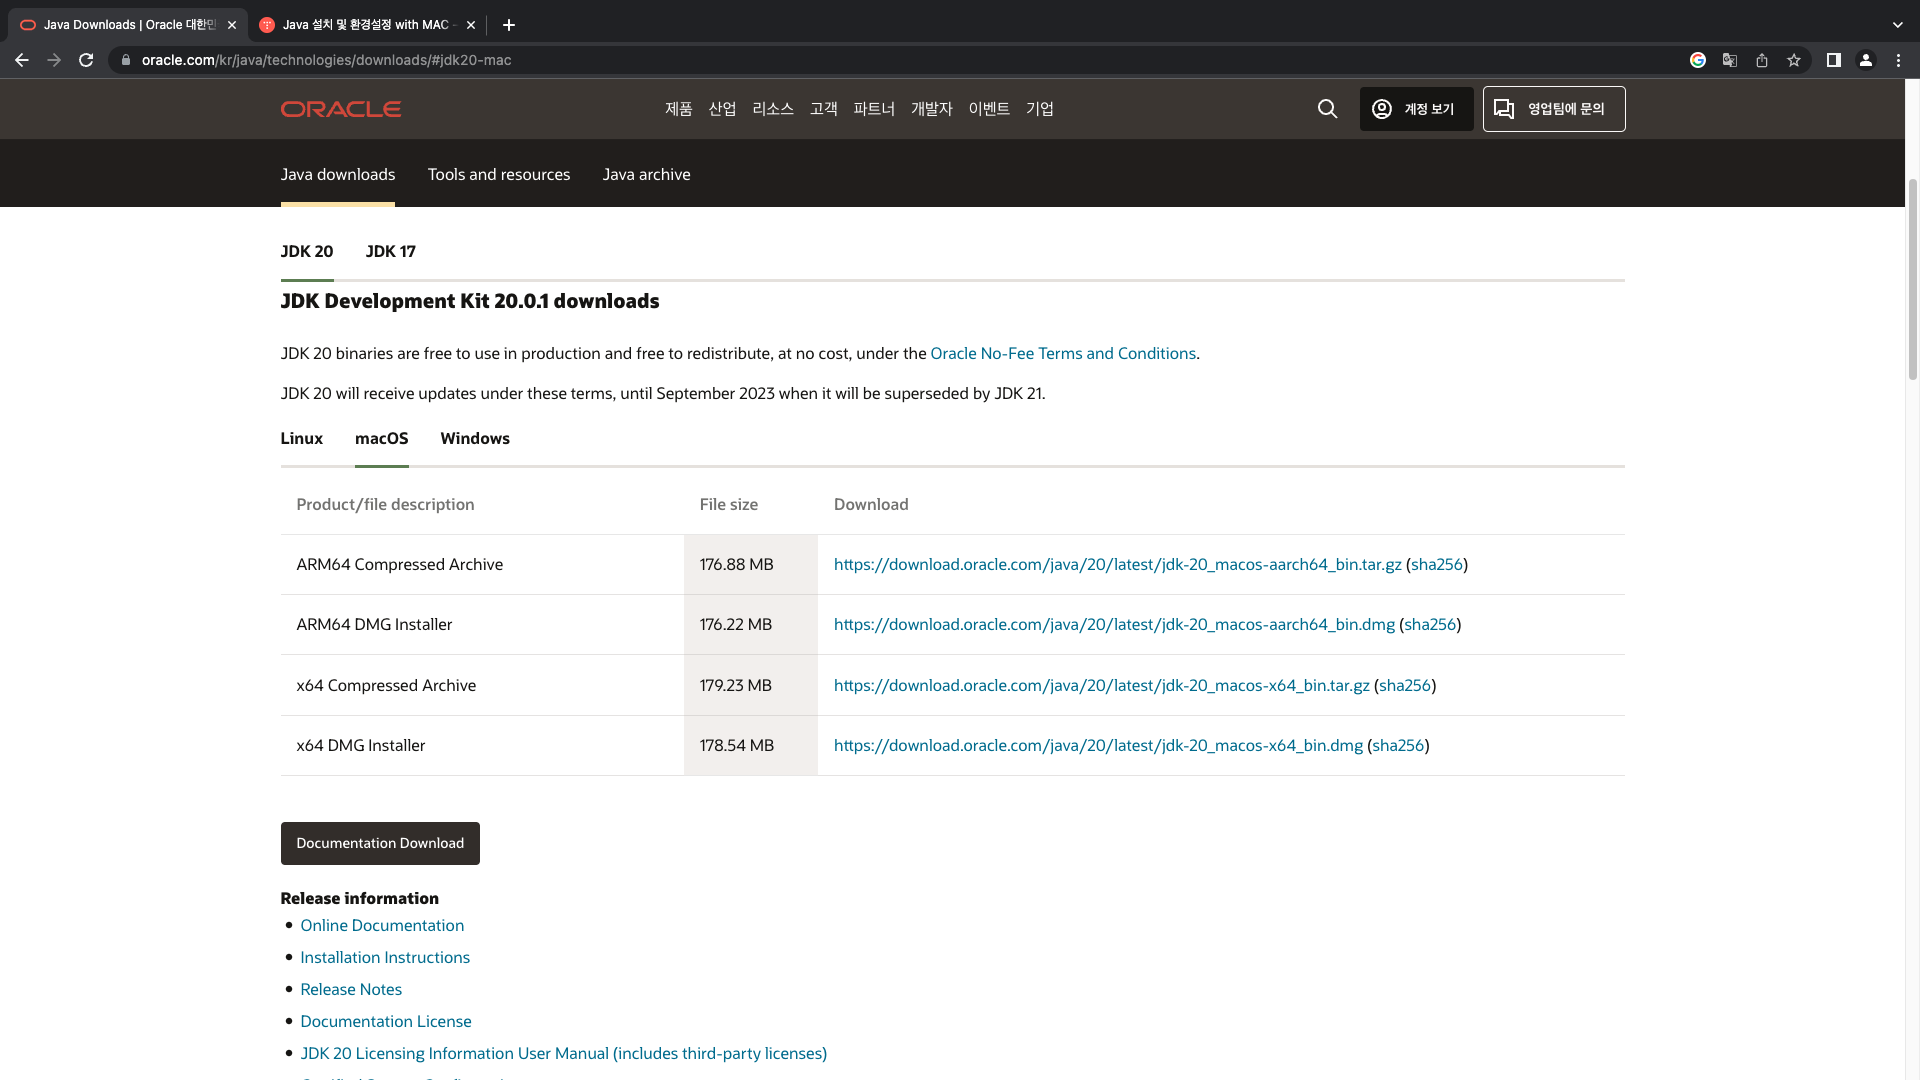 Java Downloads | Oracle 대한민
Java 설치 및 환경설정 with MAC -
oracle.com/kr/java/technologies/downloads/#jdk20-mac
ORACLE 제품 산업 리소스 고객 파트너 개발자 이벤트 기업 계정 보기 영업팀에 문의
Java downloads Tools and resources Java archive
JDK 20 JDK 17
JDK Development Kit 20.0.1 downloads
JDK 20 binaries are free to use in production and free to redistribute, at no cost, under the Oracle No-Fee Terms and Conditions.
JDK 20 will receive updates under these terms, until September 2023 when it will be superseded by JDK 21.
Linux macOS Windows
Product/file description File size Download
ARM64 Compressed Archive 176.88 MB https://download.oracle.com/java/20/latest/jdk-20_macos-aarch64_bin.tar.gz (sha256)
ARM64 DMG Installer 176.22 MB https://download.oracle.com/java/20/latest/jdk-20_macos-aarch64_bin.dmg (sha256)
x64 Compressed Archive 179.23 MB https://download.oracle.com/java/20/latest/jdk-20_macos-x64_bin.tar.gz (sha256)
x64 DMG Installer 178.54 MB https://download.oracle.com/java/20/latest/jdk-20_macos-x64_bin.dmg (sha256)
Documentation Download
Release information
Online Documentation
Installation Instructions
Release Notes
Documentation License
JDK 20 Licensing Information User Manual (includes third-party licenses)